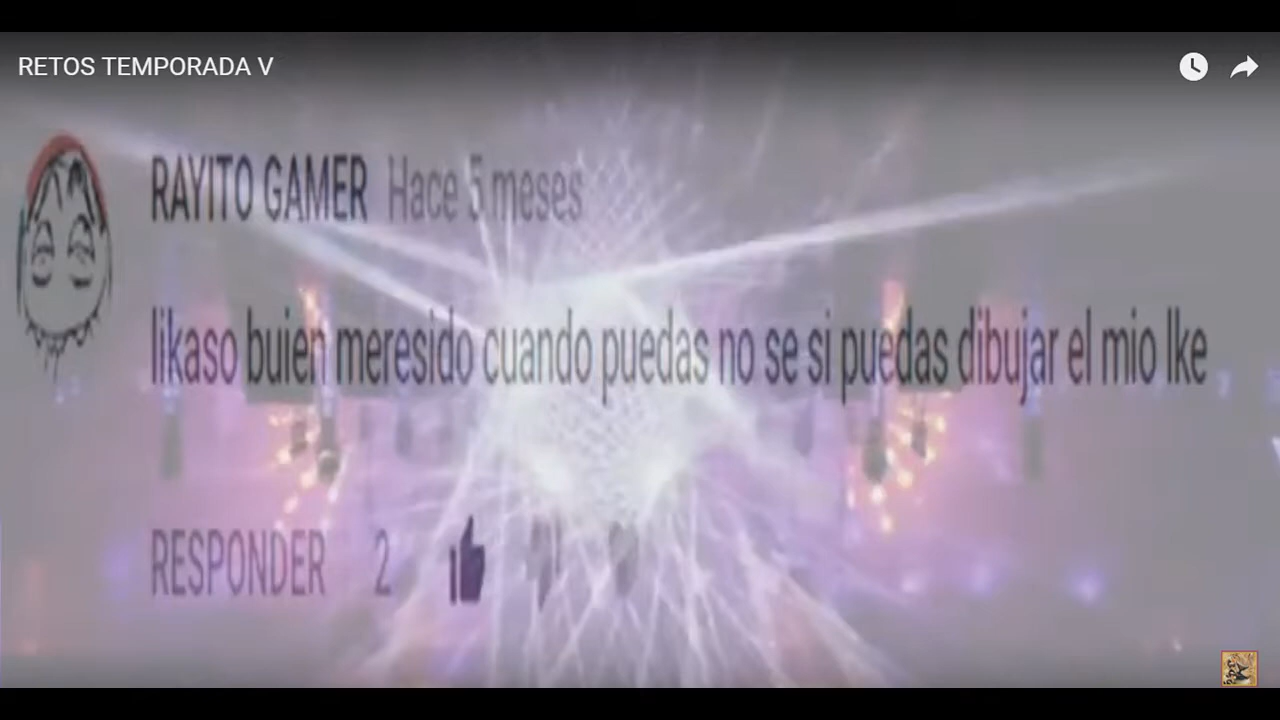 RETOS TEMPORADA V
RAYITO GAMER Hace 5 meses
likaso buien meresido cuando puedas no se si puedas dibujar el mio lke
RESPONDER 2